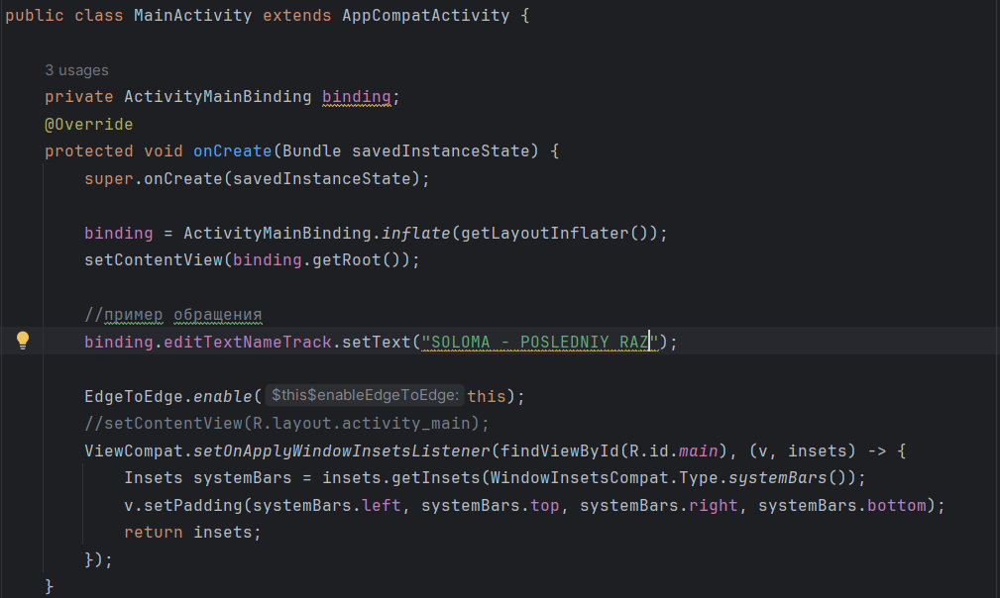 public class MainActivity extends AppCompatActivity {
3 usages
private ActivityMainBinding binding;
@Override
protected void onCreate(Bundle savedInstanceState) {
super.onCreate(savedInstanceState);
binding = ActivityMainBinding.inflate(getLayoutInflater());
setContentView(binding.getRoot());
//пример обращения
binding.editTextNameTrack.setText("SOLOMA - POSLEDNIY RAZ");
EdgeToEdge.enable( $this$enableEdgeToEdge: this);
//setContentView(R.layout.activity_main);
ViewCompat.setOnApplyWindowInsetsListener(findViewById(R.id.main), (v, insets) -> {
Insets systemBars = insets.getInsets(WindowInsetsCompat.Type.systemBars());
v.setPadding(systemBars.left, systemBars.top, systemBars.right, systemBars.bottom);
return insets;
});
}